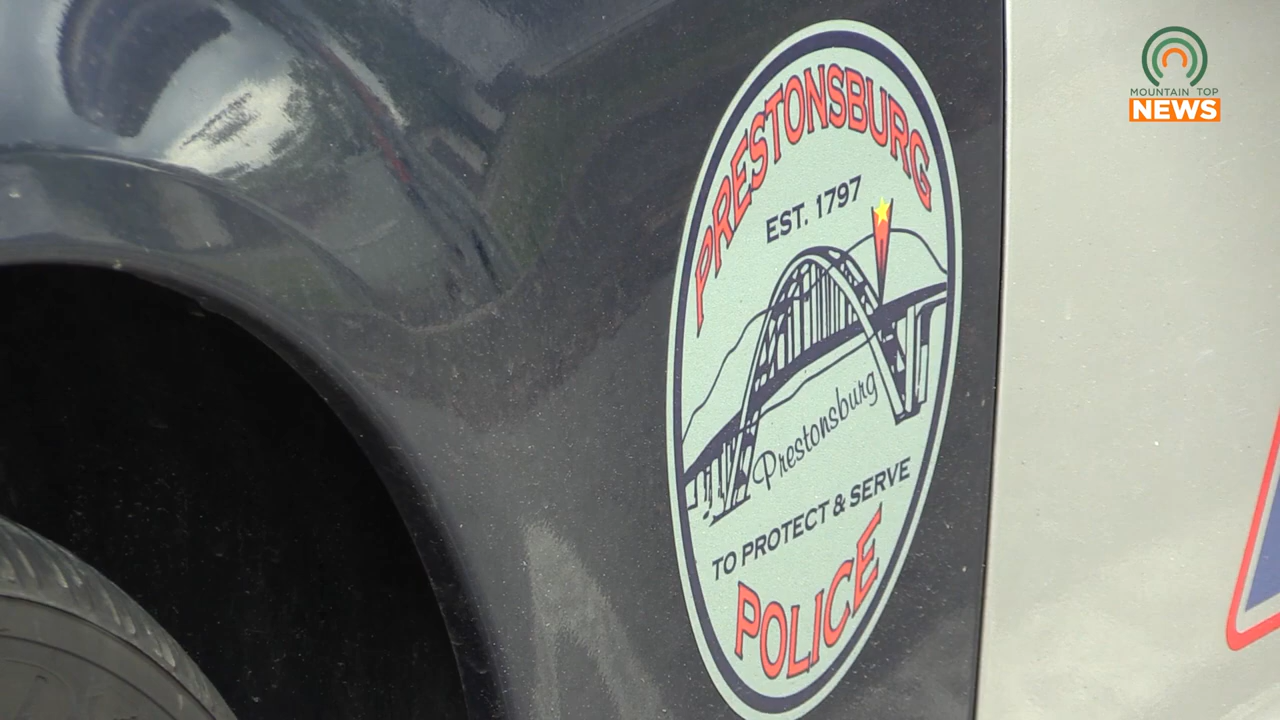 MOUNTAIN TOP
NEWS
PRESTONSBURG
EST. 1797
Prestonsburg
TO PROTECT & SERVE
POLICE